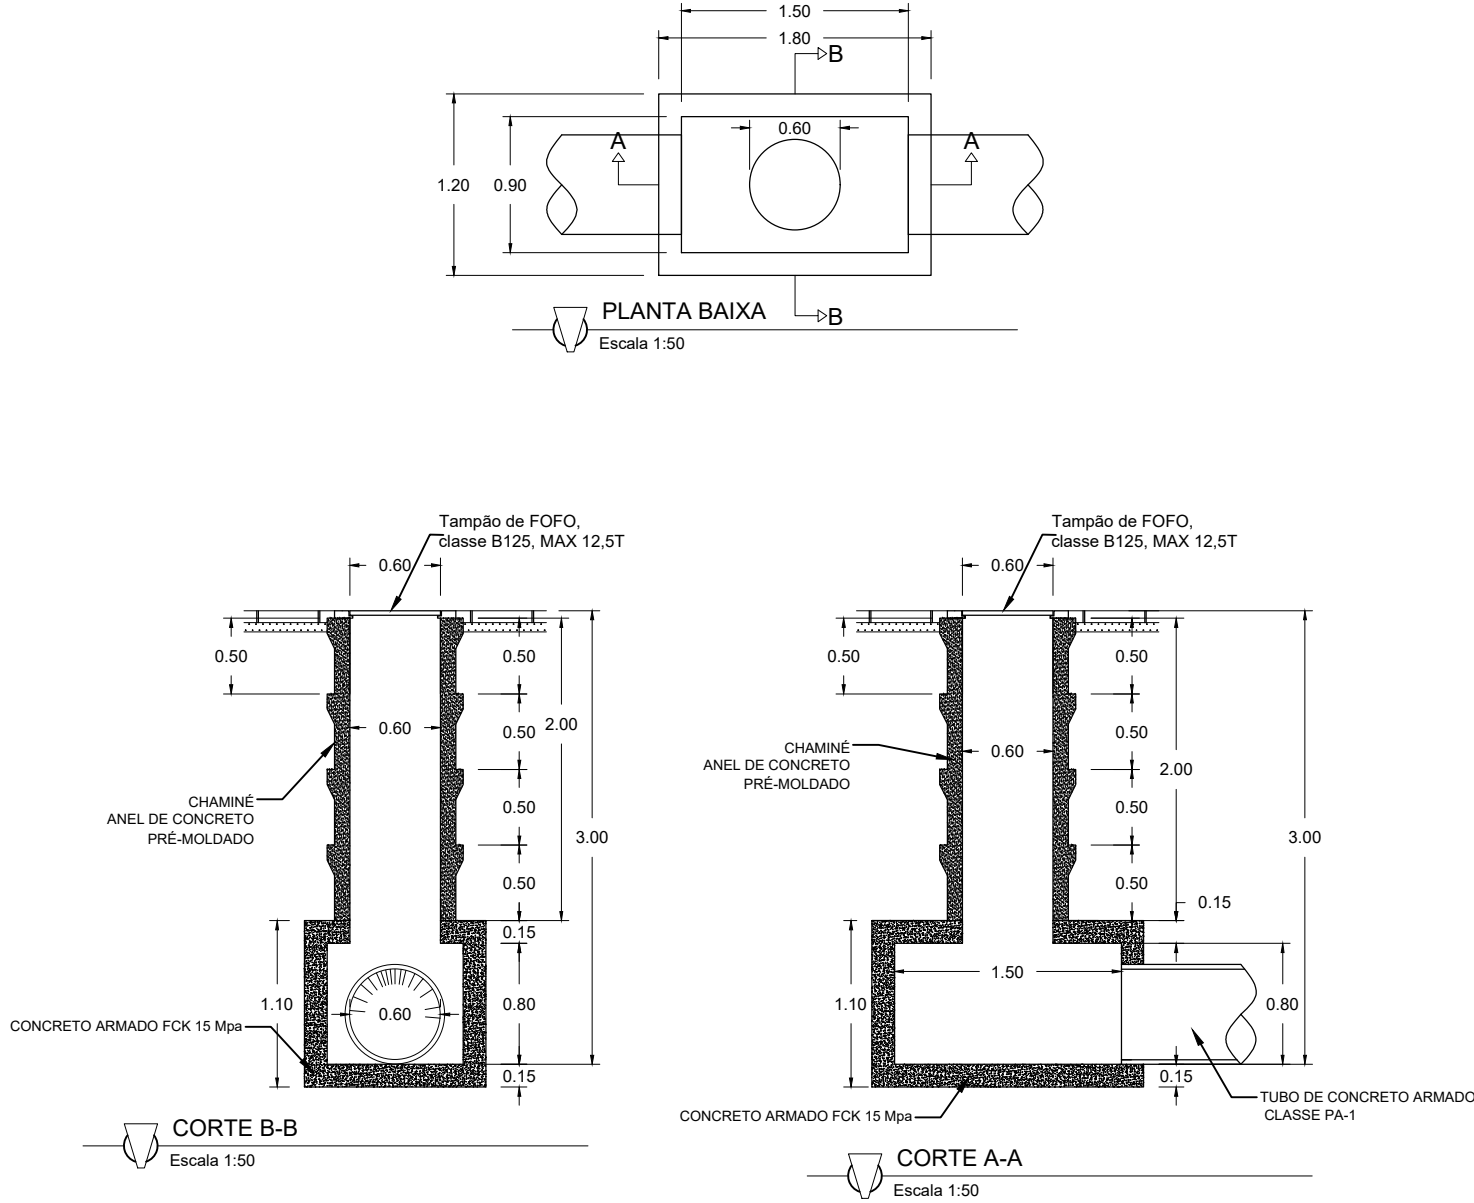 1.50
1.80
B
0.60
A
A
1.20
0.90
B
PLANTA BAIXA
Escala 1:50
Tampão de FOFO,
classe B125, MAX 12,5T
0.60
0.50
0.50
0.60
0.50
2.00
CHAMINÉ
ANEL DE CONCRETO
PRÉ-MOLDADO
0.50
3.00
0.50
0.15
1.10
0.60
0.80
CONCRETO ARMADO FCK 15 Mpa
0.15
CORTE B-B
Escala 1:50
Tampão de FOFO,
classe B125, MAX 12,5T
0.60
0.50
0.50
0.50
CHAMINÉ
ANEL DE CONCRETO
PRÉ-MOLDADO
0.60
2.00
0.50
3.00
0.50
0.15
1.50
1.10
0.80
0.15
CONCRETO ARMADO FCK 15 Mpa
TUBO DE CONCRETO ARMADO
CLASSE PA-1
CORTE A-A
Escala 1:50